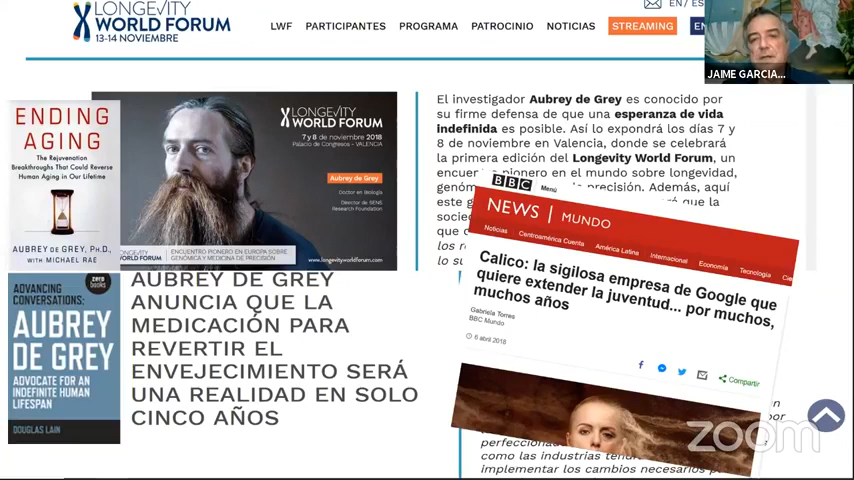 LONGEVITY
WORLD FORUM
13-14 NOVIEMBRE
LWF PARTICIPANTES PROGRAMA PATROCINIO NOTICIAS STREAMING EN
EN/ ES
JAIME GARCIA...
ENDING
AGING
The Rejuvenation
Breakthroughs That Could Reverse
Human Aging in Our Lifetime
AUBREY DE GREY, PH.D.,
WITH MICHAEL RAE
LONGEVITY
WORLD FORUM
7 y 8 de noviembre 2018
Palacio de Congresos - VALENCIA
Aubrey de Grey
Doctor en Biología
Director de SENS
Research Foundation
LONGEVITY
WORLD FORUM
ENCUENTRO PIONERO EN EUROPA SOBRE
GENÓMICA Y MEDICINA DE PRECISIÓN
www.longevityworldforum.com
El investigador Aubrey de Grey es conocido por
su firme defensa de que una esperanza de vida
indefinida es posible. Así lo expondrá los días 7 y
8 de noviembre en Valencia, donde se celebrará
la primera edición del Longevity World Forum, un
pionero en el mundo sobre longevidad,
precisión. Además, aquí
este
que la
que
los
lo
zero books
ADVANCING
CONVERSATIONS:
AUBREY
DE GREY
ADVOCATE FOR AN
INDEFINITE HUMAN
LIFESPAN
DOUGLAS LAIN
AUBREY DE GREY
ANUNCIA QUE LA
MEDICACIÓN PARA
REVERTIR EL
ENVEJECIMIENTO SERÁ
UNA REALIDAD EN SOLO
CINCO AÑOS
BBC Menú
NEWS | MUNDO
Noticias Centroamérica Cuenta América Latina Internacional Economía Tecnología
Calico: la sigilosa empresa de Google que
quiere extender la juventud... por muchos,
muchos años
Gabriela Torres
BBC Mundo
6 abril 2018
Compartir
en
por
como las industrias
implementar los cambios necesarios
zoom